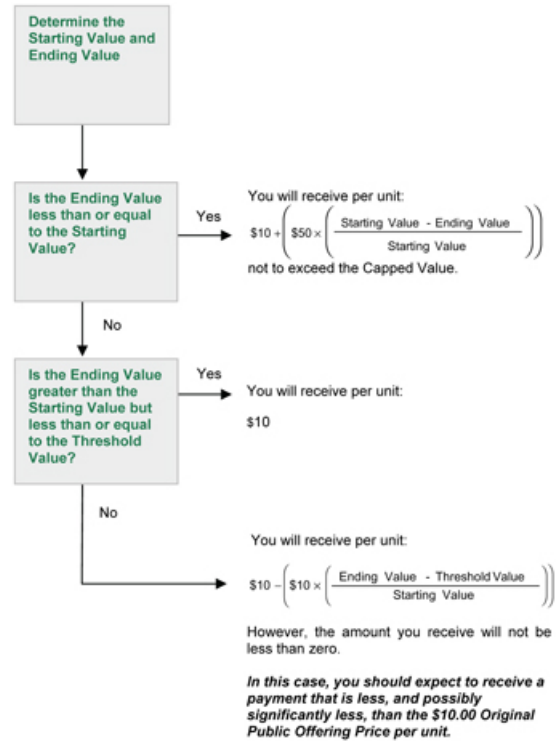 Determine the
Starting Value and
Ending Value
Is the Ending Value
less than or equal
to the Starting
Value?
Yes
You will receive per unit:
$10 + ( $50 × ( Starting Value - Ending Value
Starting Value ) )
not to exceed the Capped Value.
No
Is the Ending Value
greater than the
Starting Value but
less than or equal
to the Threshold
Value?
Yes
You will receive per unit:
$10
No
You will receive per unit:
$10 – ( $10 × ( Ending Value - Threshold Value
Starting Value ) )
However, the amount you receive will not be
less than zero.
In this case, you should expect to receive a
payment that is less, and possibly
significantly less, than the $10.00 Original
Public Offering Price per unit.